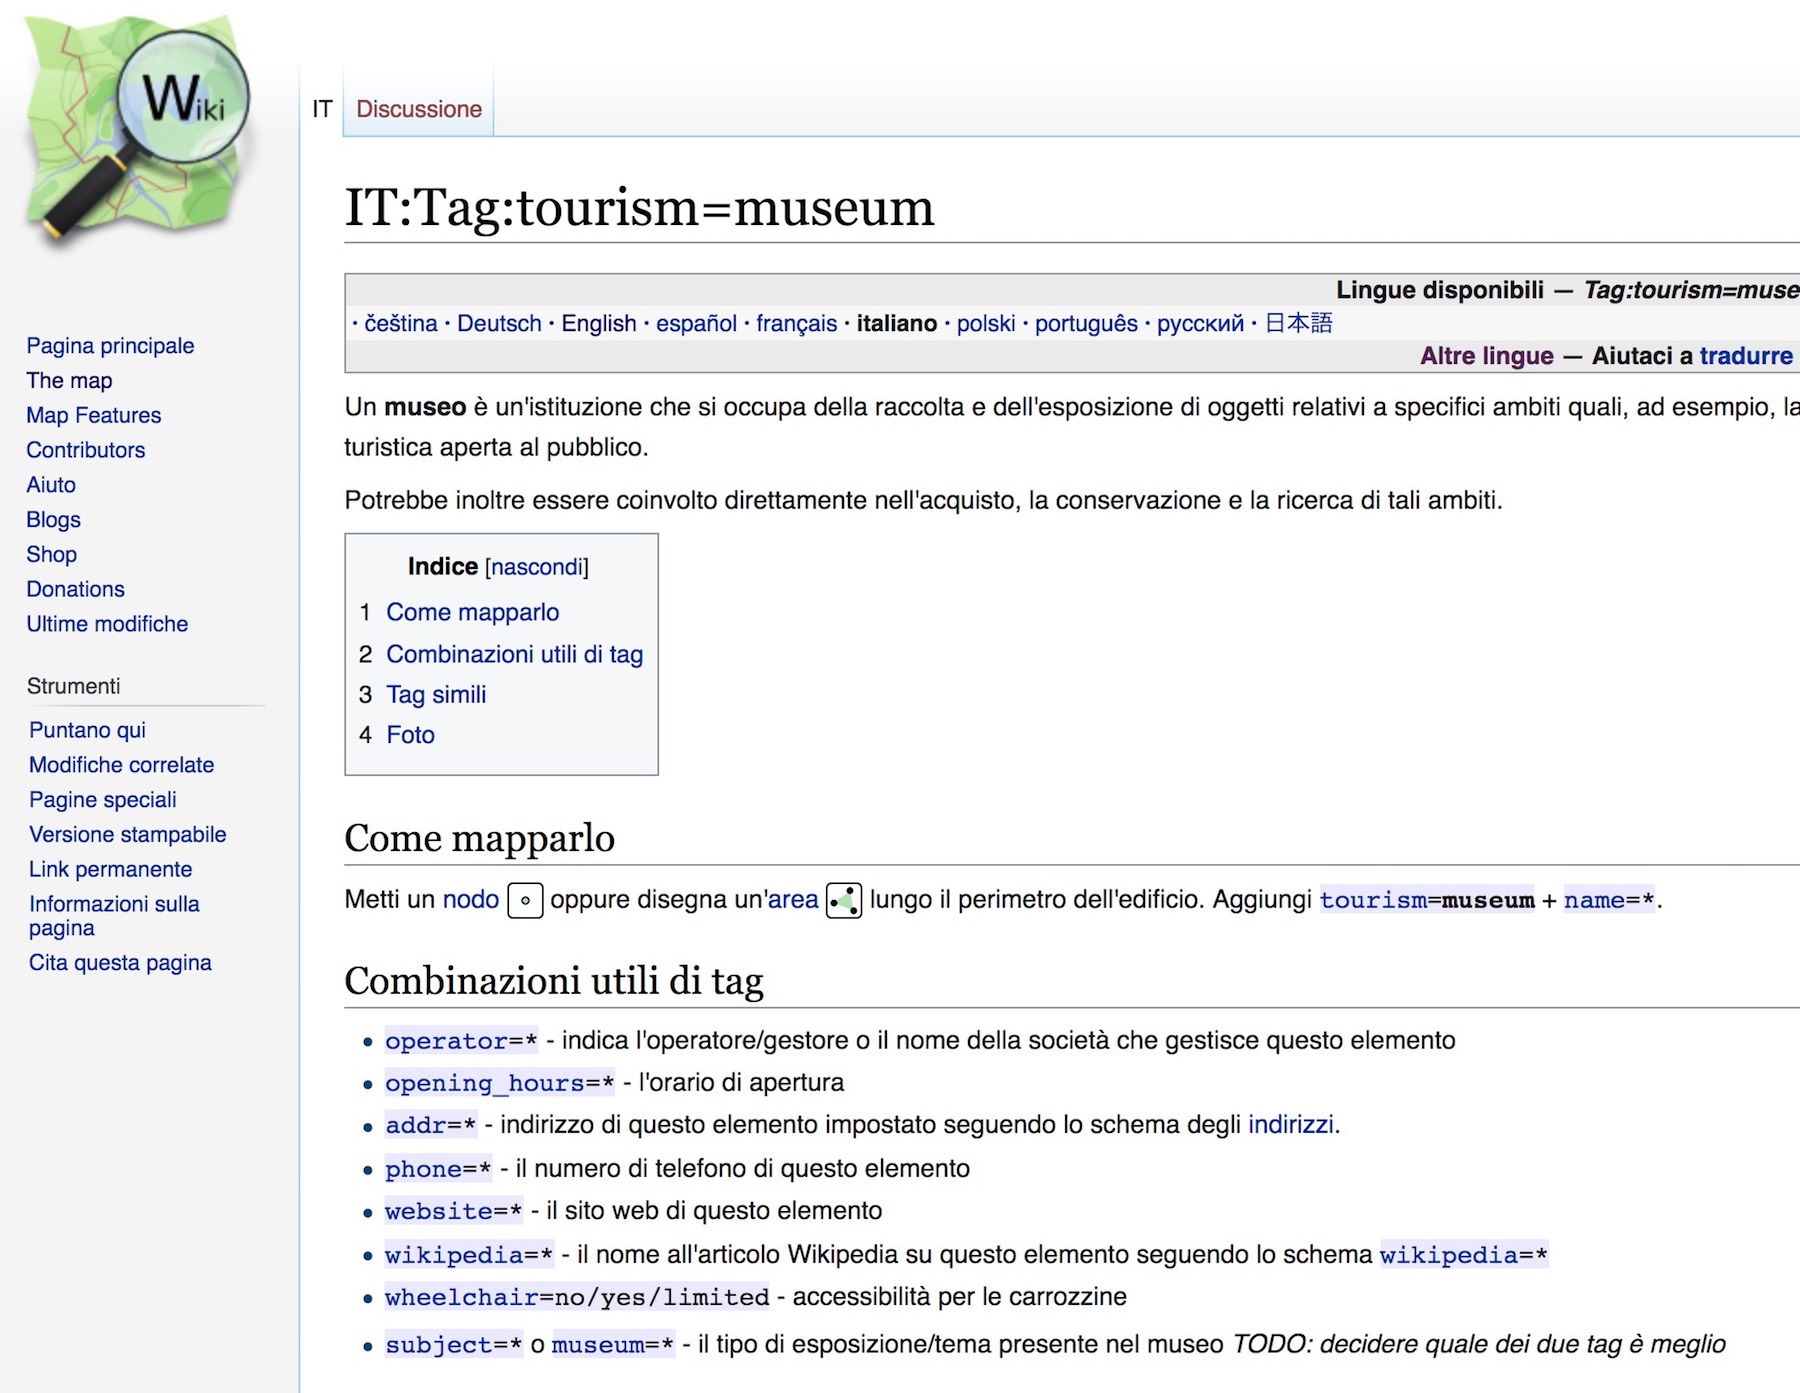 Wiki
IT
Discussione
IT:Tag:tourism=museum
Lingue disponibili — Tag:tourism=muse
· čeština · Deutsch · English · español · français · italiano · polski · português · русский · 日本語
Altre lingue — Aiutaci a tradurre
Un museo è un'istituzione che si occupa della raccolta e dell'esposizione di oggetti relativi a specifici ambiti quali, ad esempio, la
turistica aperta al pubblico.
Potrebbe inoltre essere coinvolto direttamente nell'acquisto, la conservazione e la ricerca di tali ambiti.
Indice [nascondi]
1 Come mapparlo
2 Combinazioni utili di tag
3 Tag simili
4 Foto
Come mapparlo
Metti un nodo oppure disegna un'area lungo il perimetro dell'edificio. Aggiungi tourism=museum + name=*.
Combinazioni utili di tag
• operator=* - indica l'operatore/gestore o il nome della società che gestisce questo elemento
• opening_hours=* - l'orario di apertura
• addr=* - indirizzo di questo elemento impostato seguendo lo schema degli indirizzi.
• phone=* - il numero di telefono di questo elemento
• website=* - il sito web di questo elemento
• wikipedia=* - il nome all'articolo Wikipedia su questo elemento seguendo lo schema wikipedia=*
• wheelchair=no/yes/limited - accessibilità per le carrozzine
• subject=* o museum=* - il tipo di esposizione/tema presente nel museo TODO: decidere quale dei due tag è meglio
Pagina principale
The map
Map Features
Contributors
Aiuto
Blogs
Shop
Donations
Ultime modifiche
Strumenti
Puntano qui
Modifiche correlate
Pagine speciali
Versione stampabile
Link permanente
Informazioni sulla
pagina
Cita questa pagina